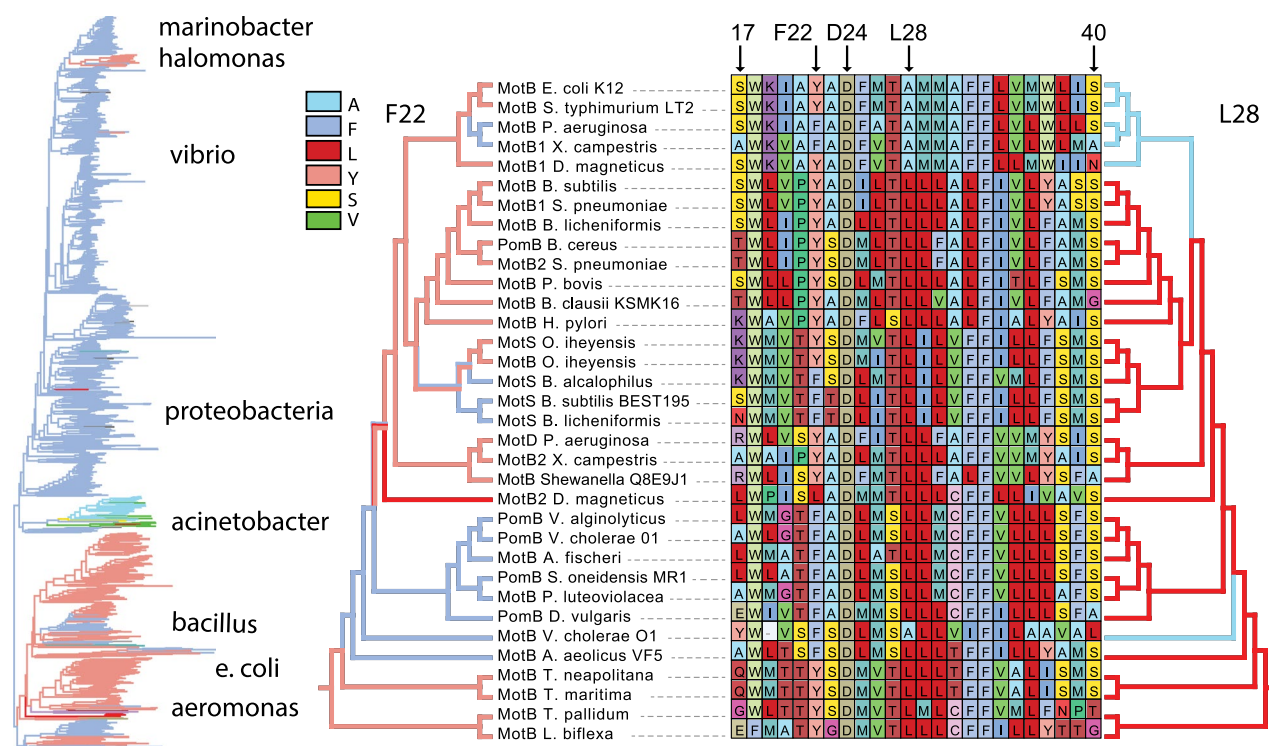 marinobacter
halomonas
vibrio
proteobacteria
acinetobacter
bacillus
e. coli
aeromonas
A
F
L
Y
S
V
F22
17 F22 D24 L28 40
L28
MotB E. coli K12 S W K I A Y A D F M T A M M A F F L V M W L I S
MotB S. typhimurium LT2 S W K I A Y A D F M T A M M A F F L V M W L I S
MotB P. aeruginosa S W K I A F A D F A T A M M A F F L V L W L L S
MotB1 X. campestris A W K V A F A D F V T A M M A F F L V L W L M A
MotB1 D. magneticus S W K V A Y A D F V T A M M A F F L L M W I I N
MotB B. subtilis S W L V P Y A D I L T L L L A L F I V L Y A S S
MotB1 S. pneumoniae S W L V P Y A D I L T L L L A L F I V L Y A S S
MotB B. licheniformis S W L I P Y A D L L T L L L A L F I V L F A M S
PomB B. cereus T W L I P Y S D M L T L L F A L F I V L F A M S
MotB2 S. pneumoniae T W L I P Y S D M L T L L F A L F I V L F A M S
MotB P. bovis S W L L P Y S D L M T L L L A L F I T L F S M S
MotB B. clausii KSMK16 T W L L P Y A D M L T L L V A L F I V L F A M G
MotB H. pylori K W A V P Y A D F L S L L L A L F I A L Y A I S
MotS O. iheyensis K W M V T Y S D M V T L I L V F F I L L F S M S
MotB O. iheyensis K W M V T Y S D M I T L I L V F F I L L F S M S
MotS B. alcalophilus K W M V T F S D L M T L I L V F F V M L F S M S
MotS B. subtilis BEST195 S W M V T F T D L I T L I L V F F I L L F S M S
MotS B. licheniformis N W M V T F T D L I T L I L V F F I L L F S M S
MotD P. aeruginosa R W L V S Y A D F I T L L F A F F V V M Y S I S
MotB2 X. campestris A W A I P Y A D L M T L L L A F F V V M Y A I S
MotB Shewanella Q8E9J1 R W L I S Y A D F M T L L F A L F V V L Y S F A
MotB2 D. magneticus L W P I S L A D M M T L L L C F F L L I V A V S
PomB V. alginolyticus L W M G T F A D L M S L L M C F F V L L L S F S
PomB V. cholerae 01 A W L G T F A D L M S L L M C F F V L L L S F S
MotB A. fischeri L W M A T F A D L A T L L M C F F V L L L S F S
PomB S. oneidensis MR1 L W L A T F A D L M S L L M C F F V L L L S F S
MotB P. luteoviolacea A W M G T F A D L M S L L M C F F V L L L A F S
PomB D. vulgaris E W I V T F A D M M S L L L C F F I L L L S F A
MotB V. cholerae O1 Y W - V S F S D L M S A L L V I F I L A A V A L
MotB A. aeolicus VF5 A W L T S F S D L M T L L L T F F I L L Y A M S
MotB T. neapolitana Q W M T T Y S D M V T L L L T F F V A L I S M S
MotB T. maritima Q W M T T Y S D M V T L L L T F F V A L I S M S
MotB T. pallidum G W L T T Y S D M V T L M L C F F V M L F N P T
MotB L. biflexa E F M A T Y G D M V T L L L C F F I L L Y T T G